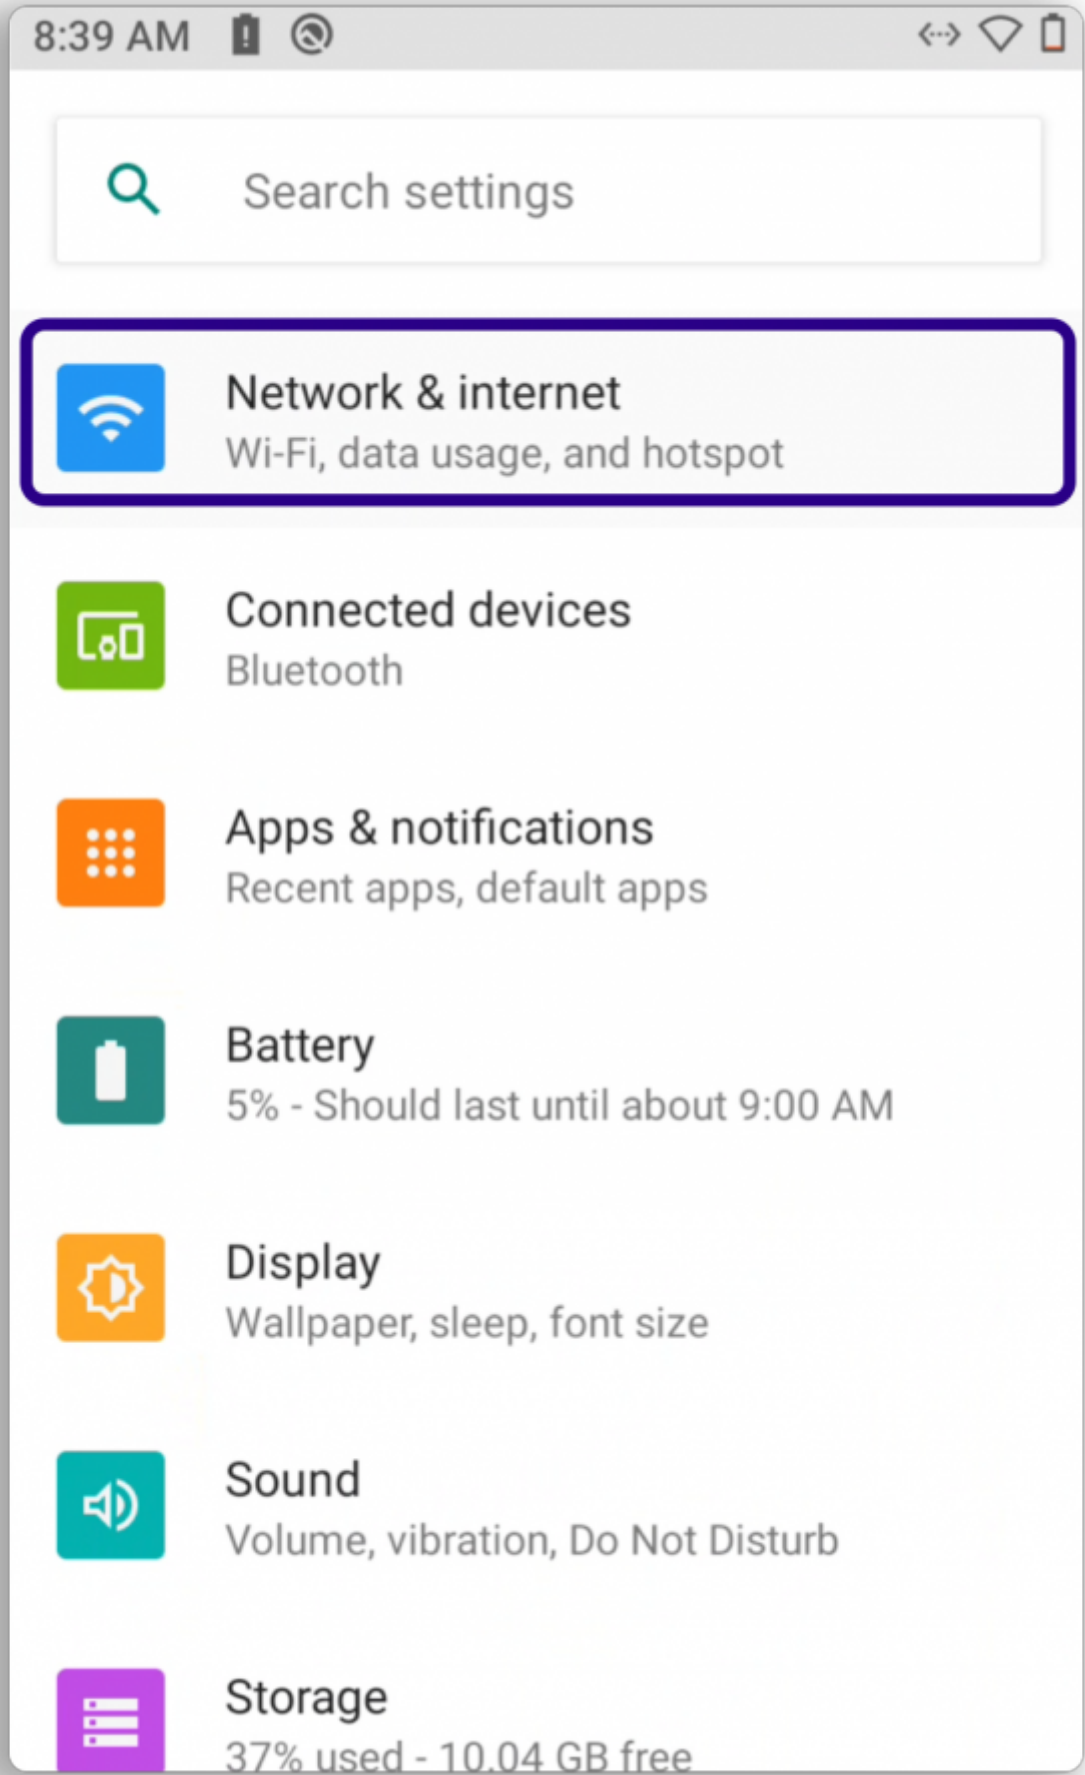 8:39 AM
Search settings
Network & internet
Wi-Fi, data usage, and hotspot
Connected devices
Bluetooth
Apps & notifications
Recent apps, default apps
Battery
5% - Should last until about 9:00 AM
Display
Wallpaper, sleep, font size
Sound
Volume, vibration, Do Not Disturb
Storage
37% used - 10.04 GB free